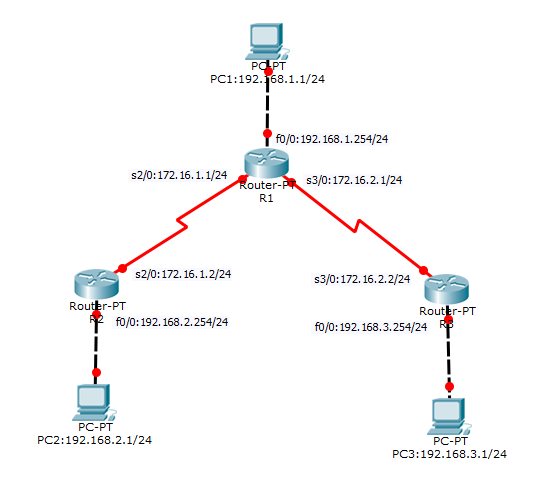 PC-PT
PC1:192.168.1.1/24
f0/0:192.168.1.254/24
s2/0:172.16.1.1/24
s3/0:172.16.2.1/24
Router-PT
R1
s2/0:172.16.1.2/24
s3/0:172.16.2.2/24
Router-PT
R2
Router-PT
R3
f0/0:192.168.2.254/24
f0/0:192.168.3.254/24
PC-PT
PC2:192.168.2.1/24
PC-PT
PC3:192.168.3.1/24